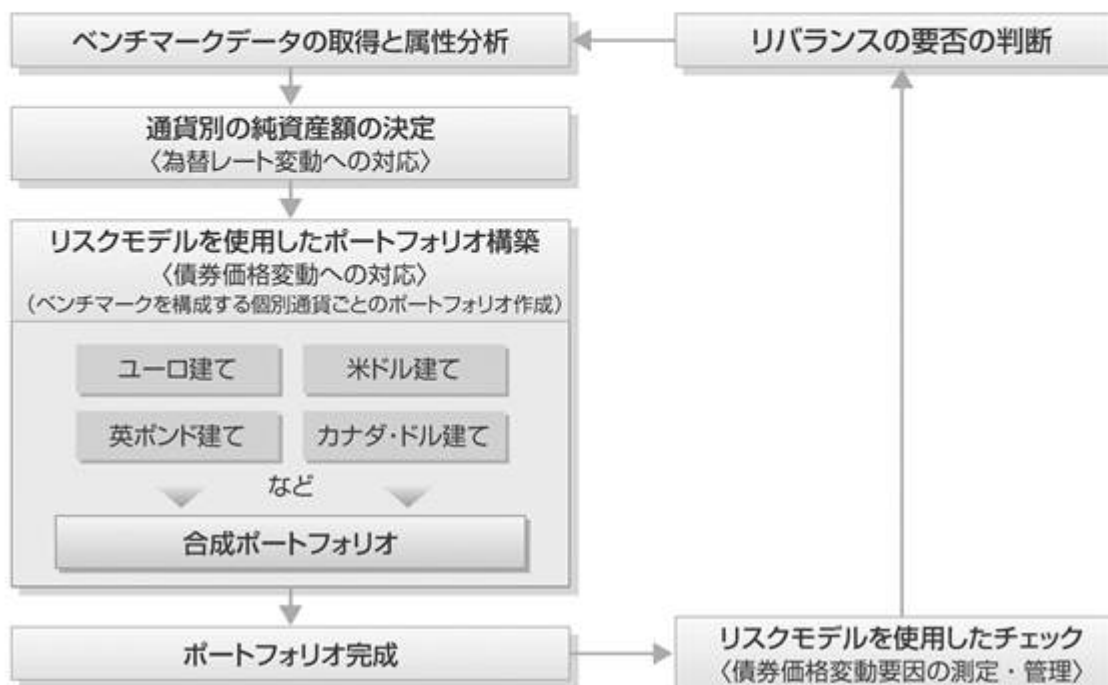 ベンチマークデータの取得と属性分析
リバランスの要否の判断
通貨別の純資産額の決定
〈為替レート変動への対応〉
リスクモデルを使用したポートフォリオ構築
〈債券価格変動への対応〉
(ベンチマークを構成する個別通貨ごとのポートフォリオ作成)
ユーロ建て
米ドル建て
英ポンド建て
カナダ・ドル建て
など
合成ポートフォリオ
ポートフォリオ完成
リスクモデルを使用したチェック
〈債券価格変動要因の測定・管理〉